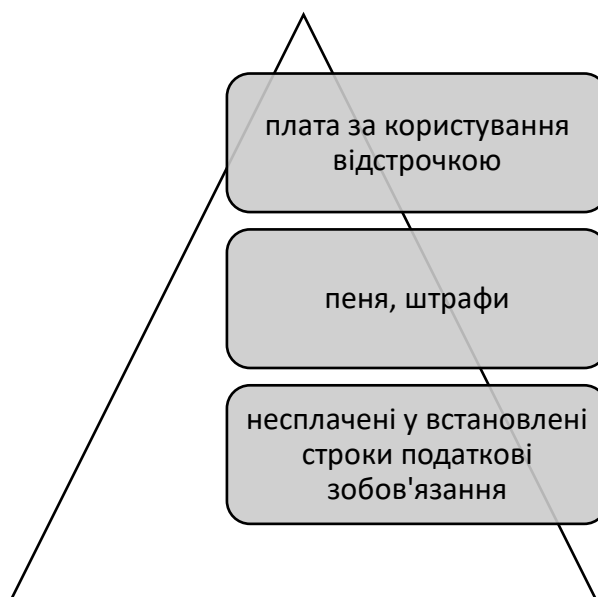 плата за користування
відстрочкою
пеня, штрафи
несплачені у встановлені
строки податкові
зобов'язання